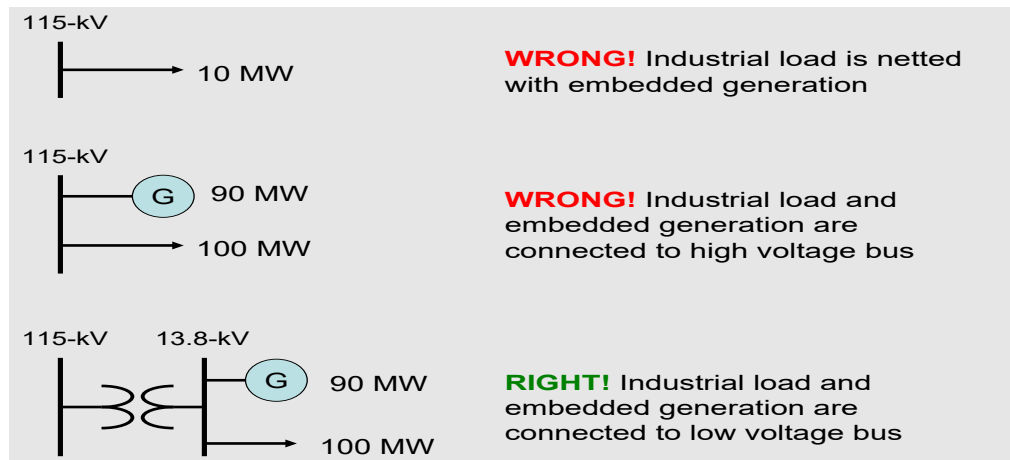 115-kV
10 MW
WRONG! Industrial load is netted
with embedded generation
115-kV
G
90 MW
100 MW
WRONG! Industrial load and
embedded generation are
connected to high voltage bus
115-kV
13.8-kV
G
90 MW
100 MW
RIGHT! Industrial load and
embedded generation are
connected to low voltage bus